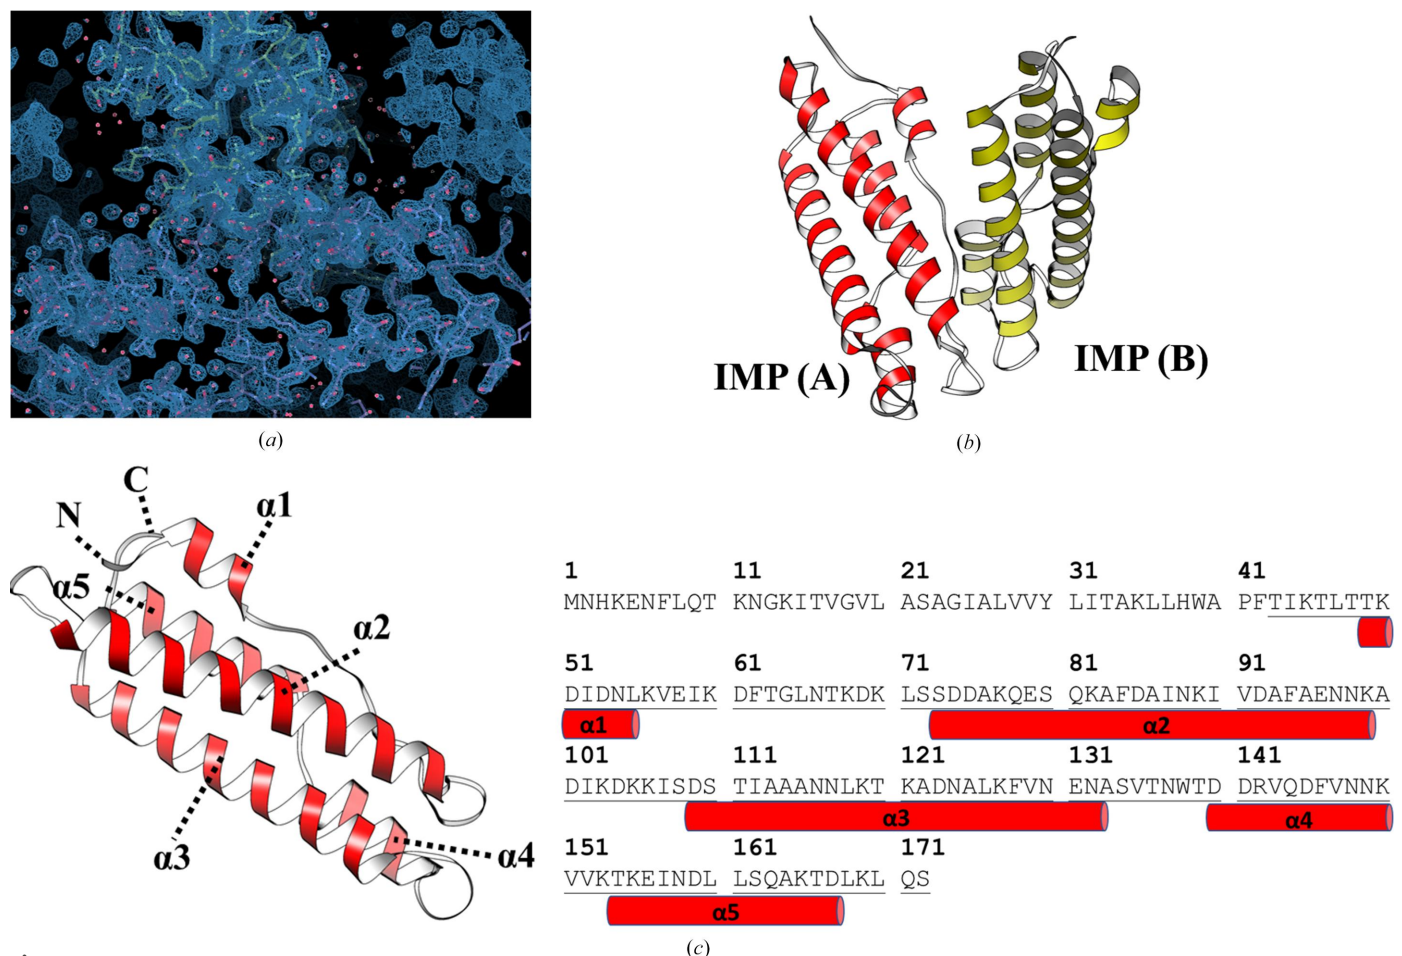 (a)
IMP (A)
IMP (B)
(b)
N
C
α1
α5
α2
α3
α4
1 11 21 31 41
MNHKENFLQT KNGKITVGVL ASAGIALVVY LITAKLLHWA PFTIKTLTTK
51 61 71 81 91
DIDNLKVEIK DFTGLNTKDK LSSDDAKQES QKAFDAINKI VDAFAENNKA
α1 α2
101 111 121 131 141
DIKDKKISDS TIAAANNLKT KADNALKFVN ENASVTNWTD DRVQDFVNNK
α3 α4
151 161 171
VVKTKEINDL LSQAKTDLKL QS
α5
(c)